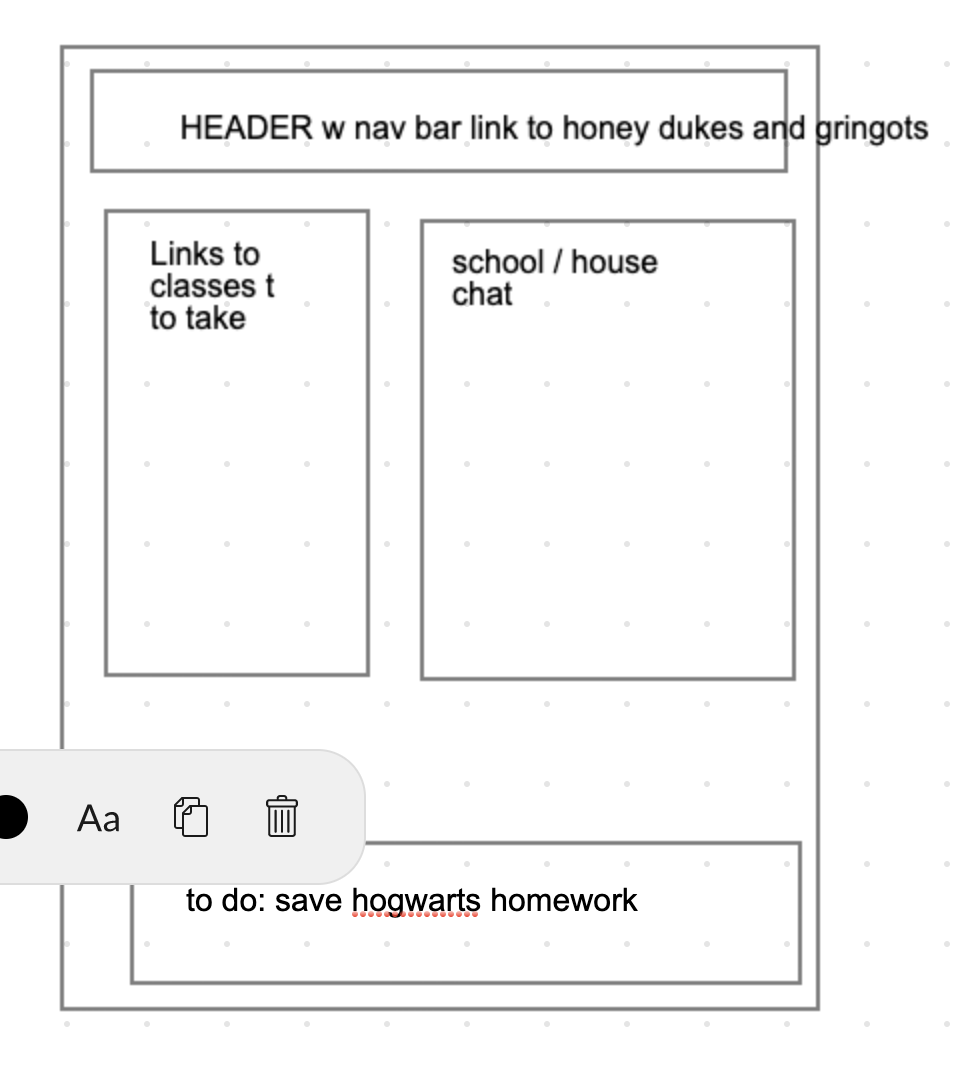 HEADER w nav bar link to honey dukes and gringots
Links to
classes t
to take
school / house
chat
Aa
to do: save hogwarts homework